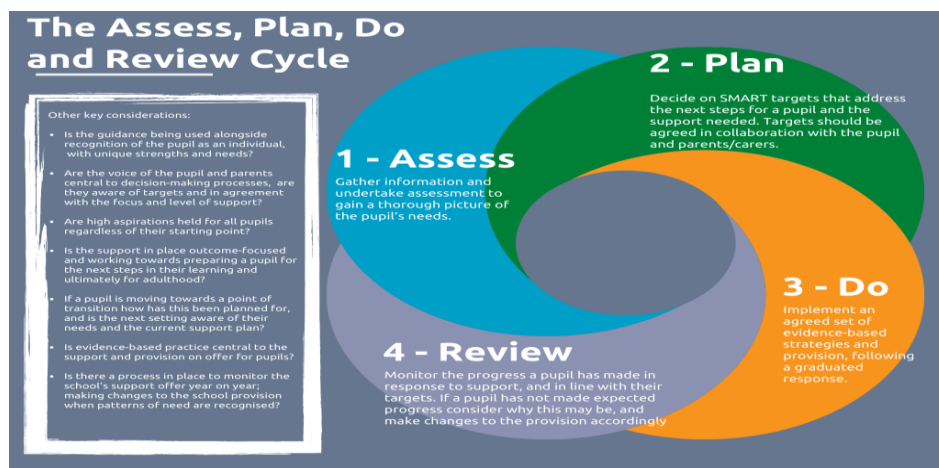 The Assess, Plan, Do
and Review Cycle
Other key considerations:
• Is the guidance being used alongside
recognition of the pupil as an individual,
with unique strengths and needs?
• Are the voice of the pupil and parents
central to decision-making processes, are
they aware of targets and in agreement
with the focus and level of support?
• Are high aspirations held for all pupils
regardless of their starting point?
• Is the support in place outcome-focused
and working towards preparing a pupil for
the next steps in their learning and
ultimately for adulthood?
• If a pupil is moving towards a point of
transition how has this been planned for,
and is the next setting aware of their
needs and the current support plan?
• Is evidence-based practice central to the
support and provision on offer for pupils?
• Is there a process in place to monitor the
school's support offer year on year;
making changes to the school provision
when patterns of need are recognised?
1 - Assess
Gather information and
undertake assessment to
gain a thorough picture of
the pupil's needs.
2 - Plan
Decide on SMART targets that address
the next steps for a pupil and the
support needed. Targets should be
agreed in collaboration with the pupil
and parents/carers.
3 - Do
Implement an
agreed set of
evidence-based
strategies and
provision, following
a graduated
response.
4 - Review
Monitor the progress a pupil has made in
response to support, and in line with their
targets. If a pupil has not made expected
progress consider why this may be, and
make changes to the provision accordingly